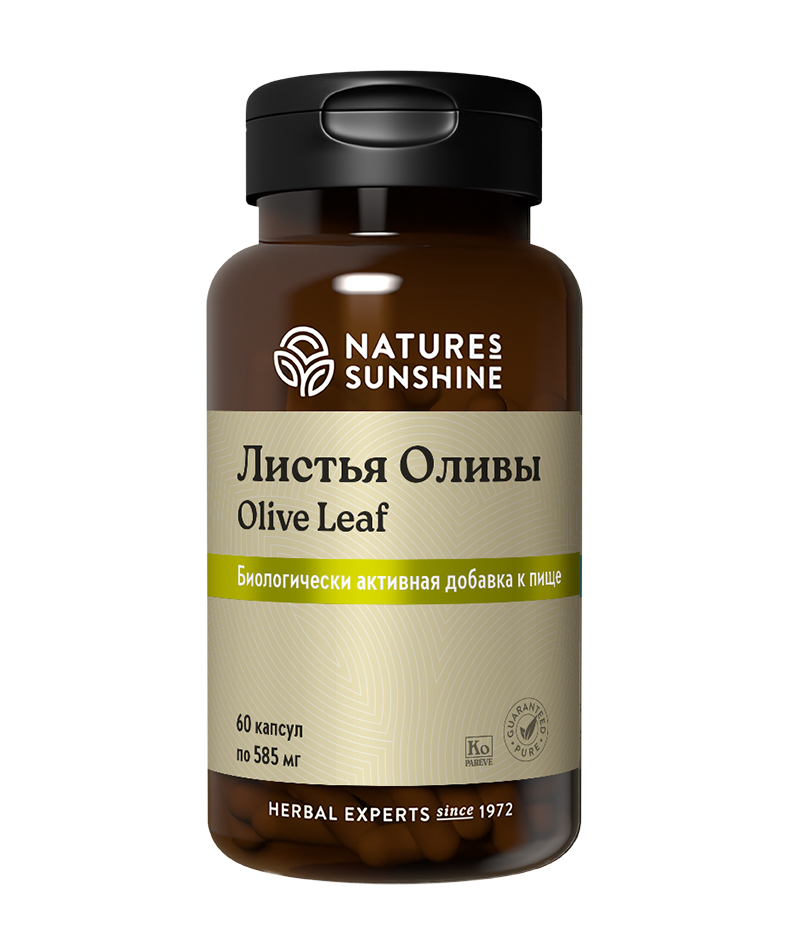 NATURES
SUNSHINE
Листья Оливы
Olive Leaf
Биологически активная добавка к пище
60 капсул
по 585 мг
Ko
PAREVE
GUARANTEED
• PURE •
HERBAL EXPERTS since 1972